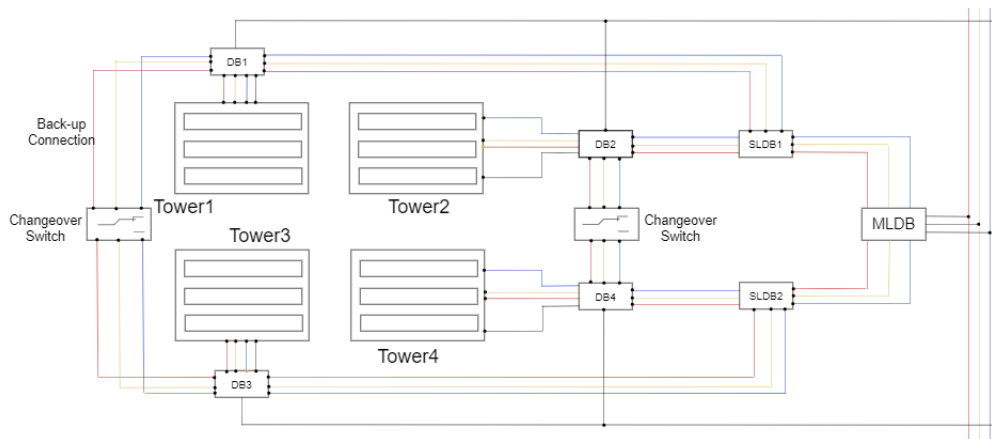 DB1
Back-up
Connection
DB2
SLDB1
Tower1
Tower2
Changeover
Switch
Changeover
Switch
MLDB
Tower3
DB4
SLDB2
Tower4
DB3